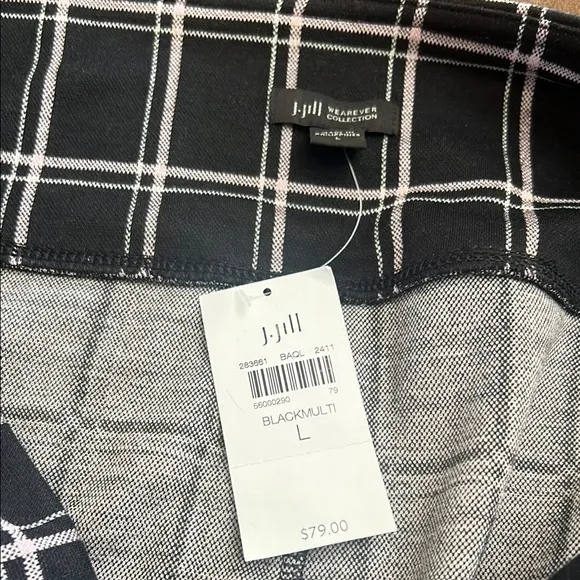 J.Jill WEAREVER
COLLECTION
L
J.Jill
283661 BAQL 2411
56000290 79
BLACKMULTI
L
$79.00